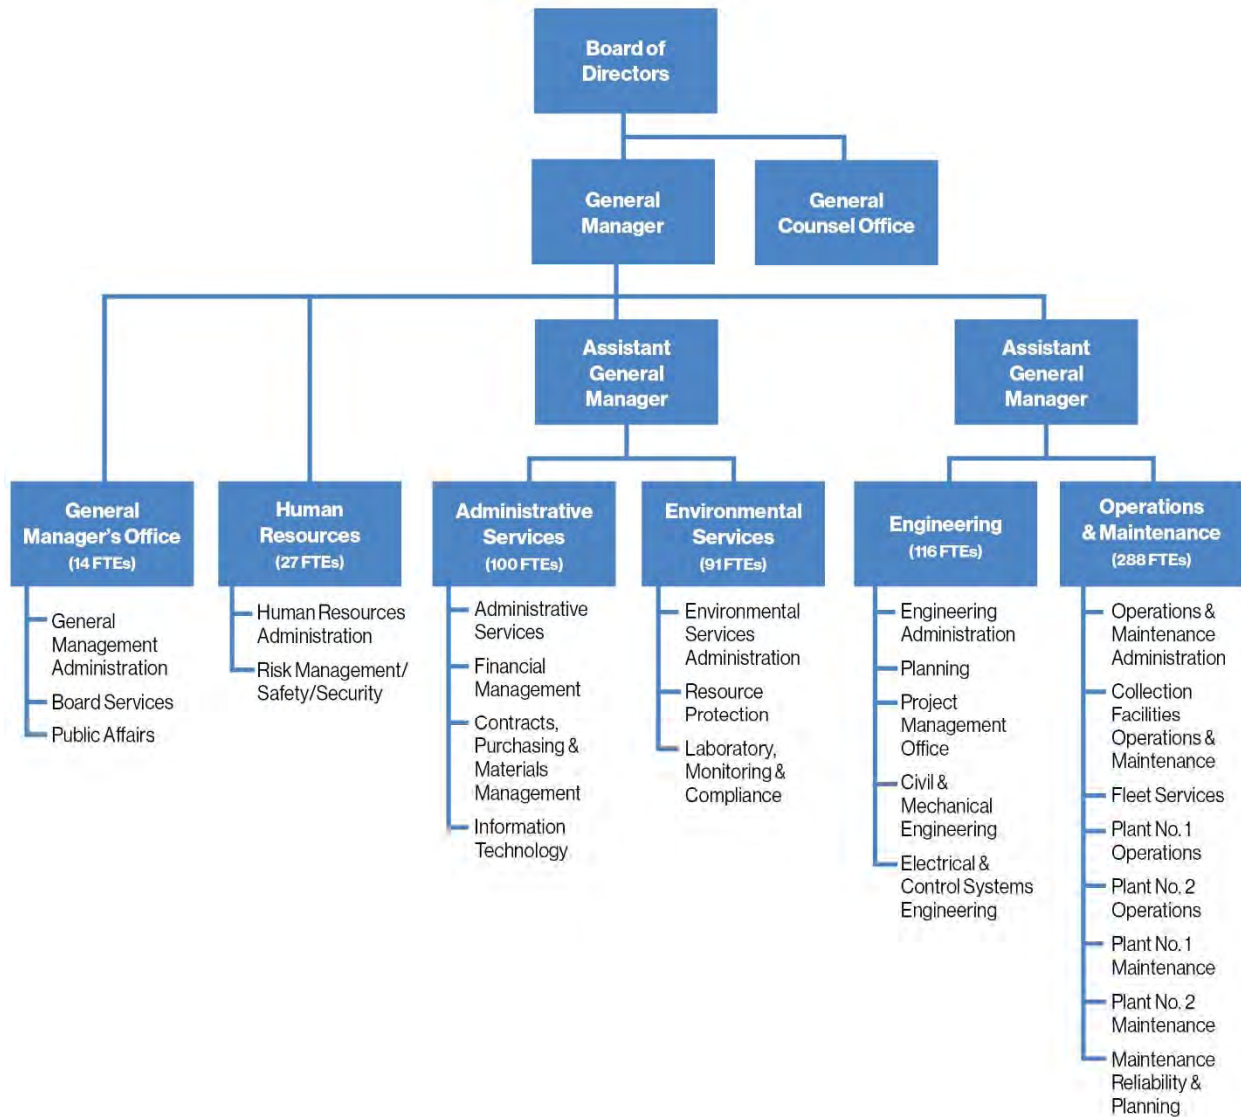 Board of
Directors
General
Manager
General
Counsel Office
Assistant
General
Manager
Assistant
General
Manager
General
Manager's Office
(14 FTEs)
General
Management
Administration
Board Services
Public Affairs
Human
Resources
(27 FTEs)
Human Resources
Administration
Risk Management/
Safety/Security
Administrative
Services
(100 FTEs)
Administrative
Services
Financial
Management
Contracts,
Purchasing &
Materials
Management
Information
Technology
Environmental
Services
(91 FTEs)
Environmental
Services
Administration
Resource
Protection
Laboratory,
Monitoring &
Compliance
Engineering
(116 FTEs)
Engineering
Administration
Planning
Project
Management
Office
Civil &
Mechanical
Engineering
Electrical &
Control Systems
Engineering
Operations
& Maintenance
(288 FTEs)
Operations &
Maintenance
Administration
Collection
Facilities
Operations &
Maintenance
Fleet Services
Plant No. 1
Operations
Plant No. 2
Operations
Plant No. 1
Maintenance
Plant No. 2
Maintenance
Maintenance
Reliability &
Planning